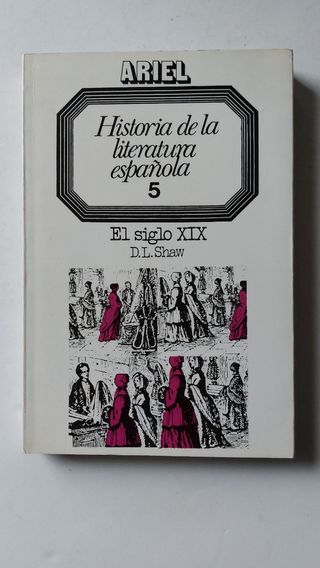 ARIEL
Historia de la
literatura
española
5
El siglo XIX
D.L.Shaw